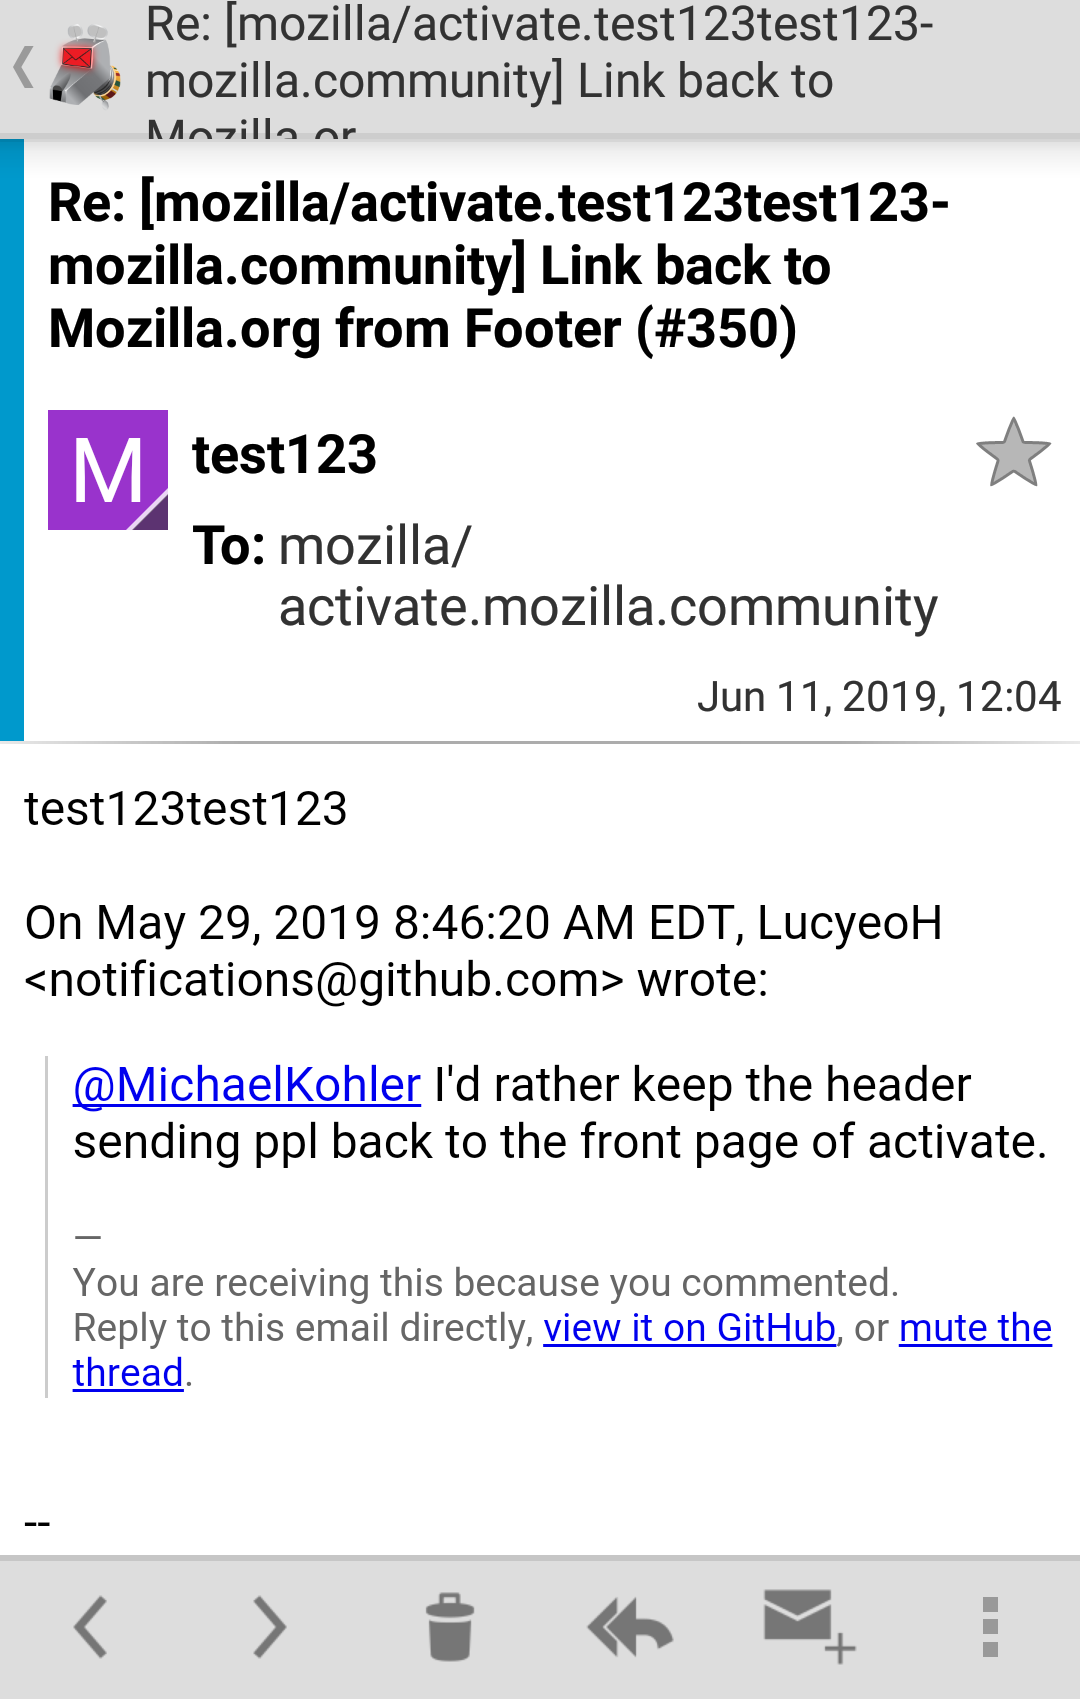 Re: [mozilla/activate.test123test123-
mozilla.community] Link back to
Mozilla.or
Re: [mozilla/activate.test123test123-
mozilla.community] Link back to
Mozilla.org from Footer (#350)
M
test123
To: mozilla/
activate.mozilla.community
Jun 11, 2019, 12:04
test123test123
On May 29, 2019 8:46:20 AM EDT, LucyeoH
<notifications@github.com> wrote:
@MichaelKohler I'd rather keep the header
sending ppl back to the front page of activate.
—
You are receiving this because you commented.
Reply to this email directly, view it on GitHub, or mute the
thread.
--